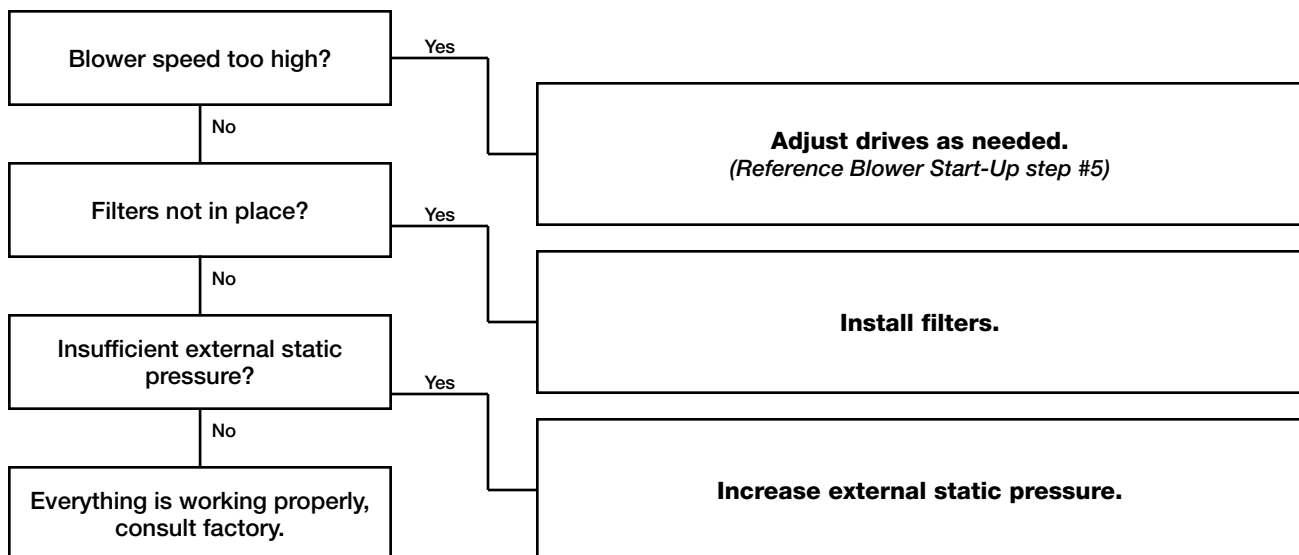 Blower speed too high?
Yes
Adjust drives as needed.
(Reference Blower Start-Up step #5)
No
Filters not in place?
Yes
Install filters.
No
Insufficient external static
pressure?
Yes
Increase external static pressure.
No
Everything is working properly,
consult factory.